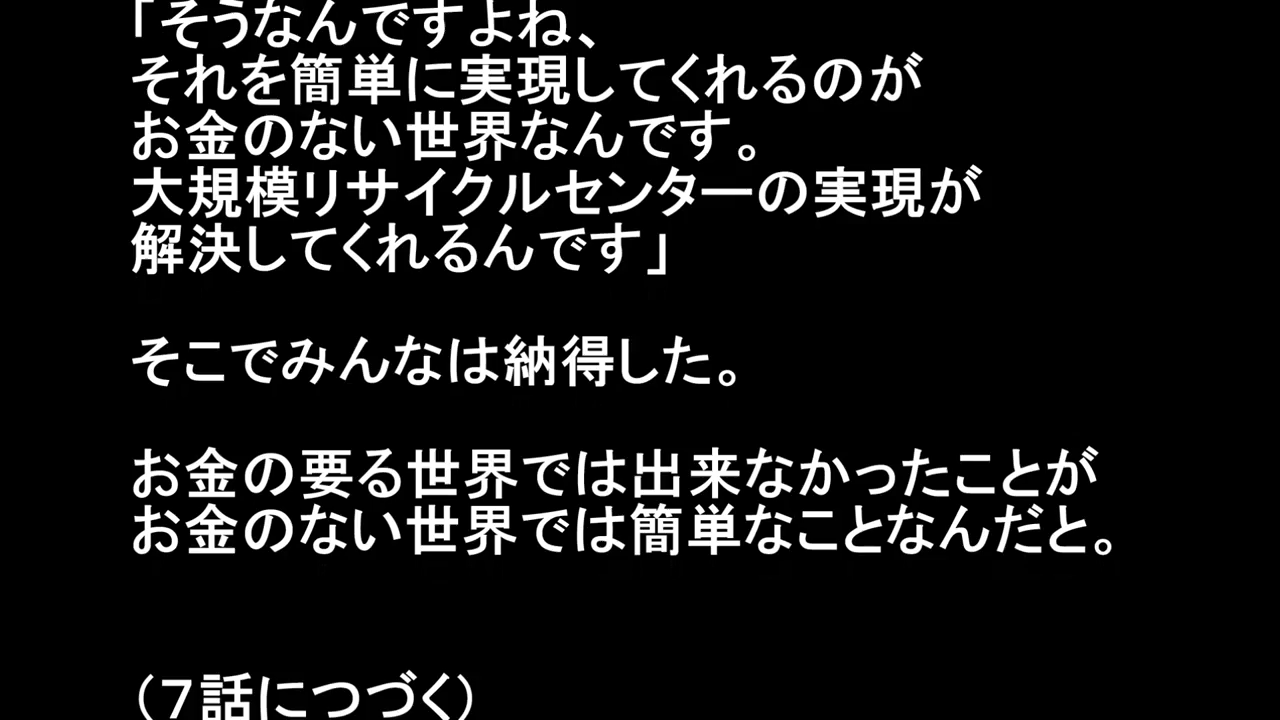 「そうなんですよね、
それを簡単に実現してくれるのが
お金のない世界なんです。
大規模リサイクルセンターの実現が
解決してくれるんです」
そこでみんなは納得した。
お金の要る世界では出来なかったことが
お金のない世界では簡単なことなんだと。
（７話につづく）